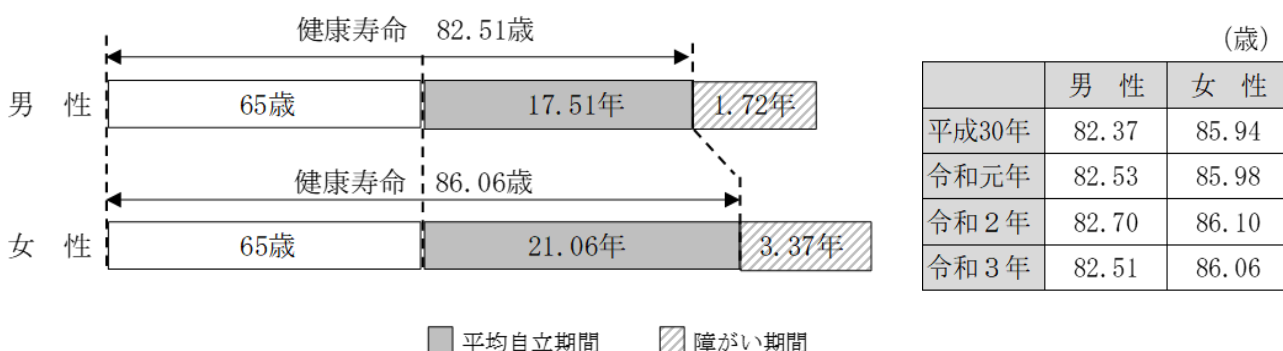 健康寿命 82.51歳
男 性 65歳 17.51年 1.72年
健康寿命 86.06歳
女 性 65歳 21.06年 3.37年
平均自立期間 障がい期間
(歳)
男 性 女 性
平成30年 82.37 85.94
令和元年 82.53 85.98
令和２年 82.70 86.10
令和３年 82.51 86.06